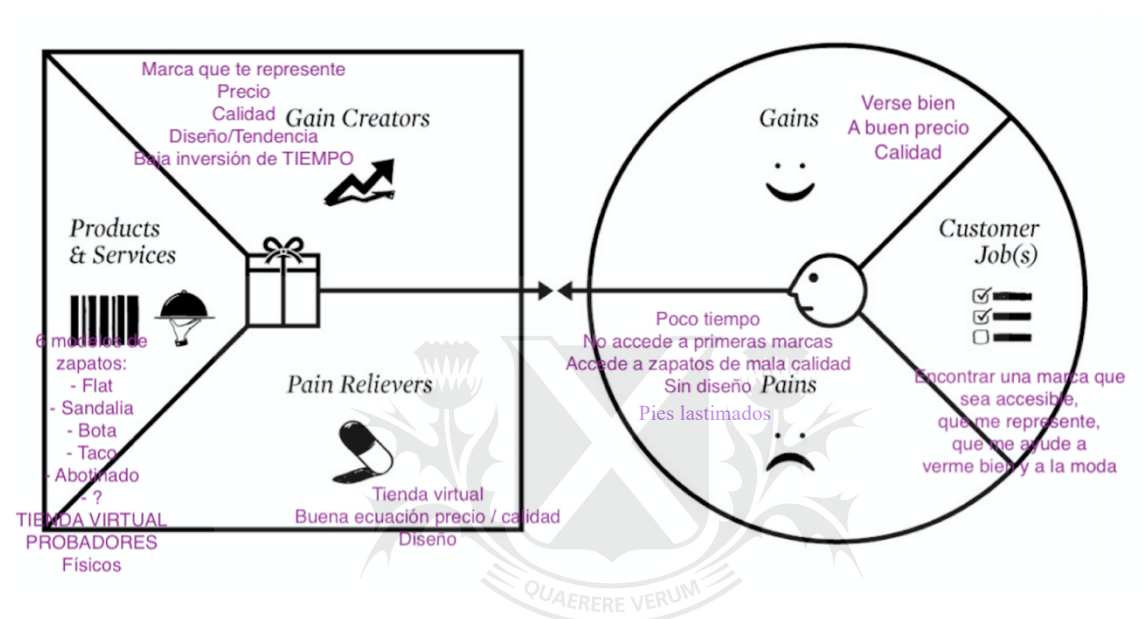 Marca que te represente
Precio
Calidad
Diseño/Tendencia
Baja inversión de TIEMPO
Gain Creators
Products
& Services
6 modelos de
zapatos:
- Flat
- Sandalia
- Bota
- Taco
- Abotinado
- ?
TIENDA VIRTUAL
PROBADORES
Físicos
Pain Relievers
Tienda virtual
Buena ecuación precio / calidad
Diseño
Gains
Verse bien
A buen precio
Calidad
Customer
Job(s)
Encontrar una marca que
sea accesible,
que me represente,
que me ayude a
verme bien y a la moda
Poco tiempo
No accede a primeras marcas
Accede a zapatos de mala calidad
Sin diseño
Pains
Pies lastimados
QUAERERE VERUM